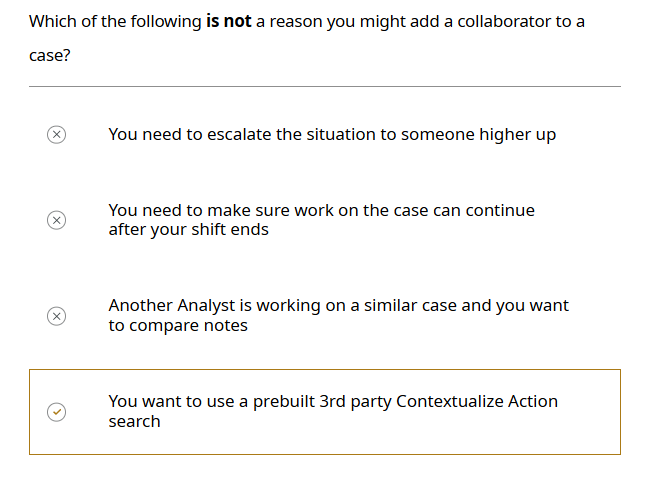 Which of the following is not a reason you might add a collaborator to a
case?
You need to escalate the situation to someone higher up
You need to make sure work on the case can continue
after your shift ends
Another Analyst is working on a similar case and you want
to compare notes
You want to use a prebuilt 3rd party Contextualize Action
search